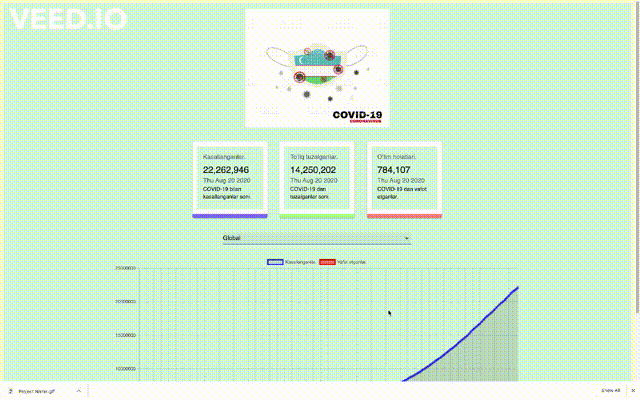 VEED.IO
COVID-19
CORONAVIRUS
Kasallanganlar.
22,262,946
Thu Aug 20 2020
COVID-19 bilan
kasallanganlar soni.
To'liq tuzalganlar.
14,250,202
Thu Aug 20 2020
COVID-19 dan
tuzalganlar soni.
O'lim holatlari.
784,107
Thu Aug 20 2020
COVID-19 dan vafot
etganlar.
Global
Kasallanganlar.
Vafot etganlar.
25000000
20000000
15000000
10000000
Project Name.gif
Show All